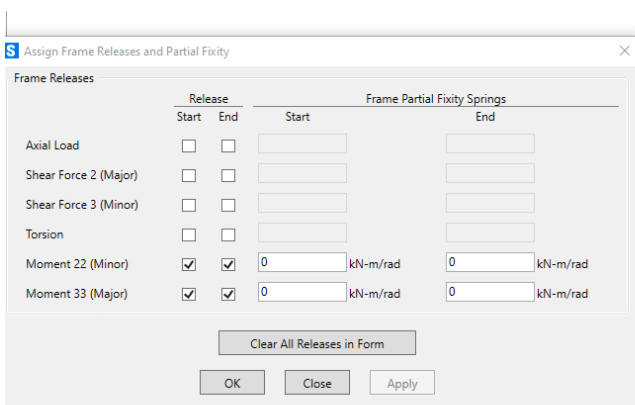 S Assign Frame Releases and Partial Fixity
Frame Releases
Release Frame Partial Fixity Springs
Start End Start End
Axial Load
Shear Force 2 (Major)
Shear Force 3 (Minor)
Torsion
Moment 22 (Minor) 0 kN-m/rad 0 kN-m/rad
Moment 33 (Major) 0 kN-m/rad 0 kN-m/rad
Clear All Releases in Form
OK Close Apply